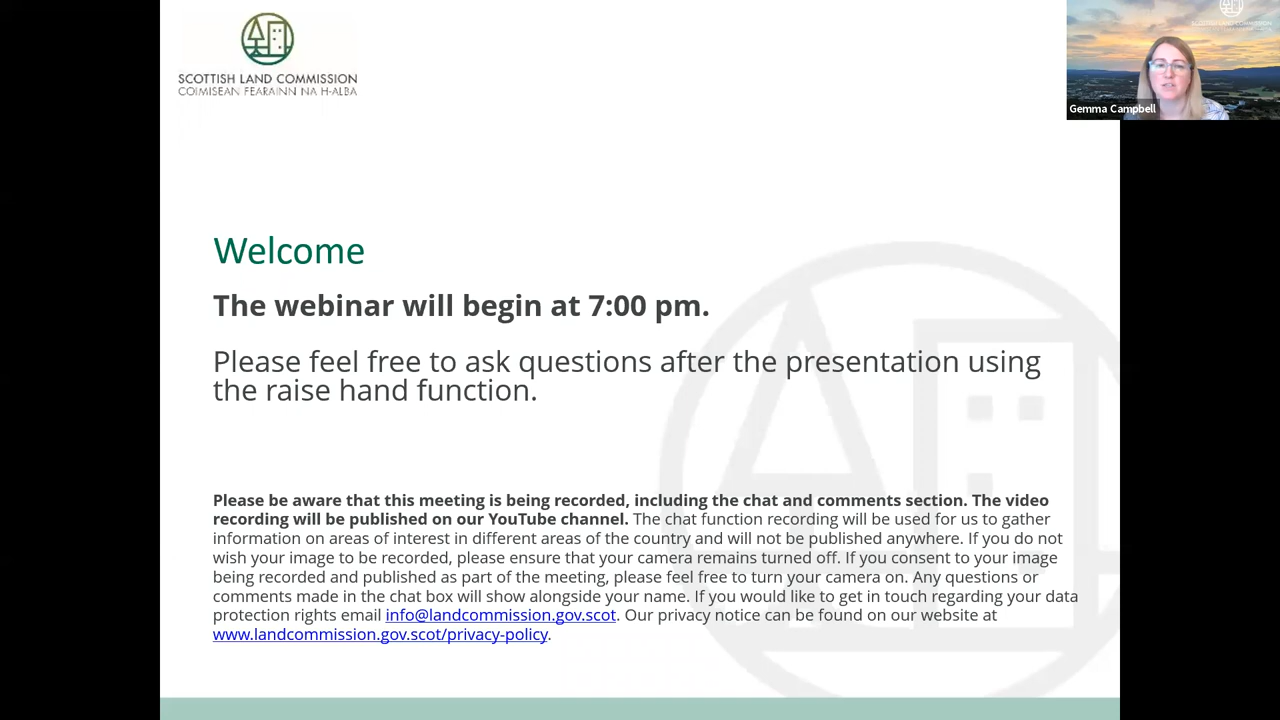 SCOTTISH LAND COMMISSION
COIMISEAN FEARAINN NA H-ALBA
Gemma Campbell
Welcome
The webinar will begin at 7:00 pm.
Please feel free to ask questions after the presentation using
the raise hand function.
Please be aware that this meeting is being recorded, including the chat and comments section. The video
recording will be published on our YouTube channel. The chat function recording will be used for us to gather
information on areas of interest in different areas of the country and will not be published anywhere. If you do not
wish your image to be recorded, please ensure that your camera remains turned off. If you consent to your image
being recorded and published as part of the meeting, please feel free to turn your camera on. Any questions or
comments made in the chat box will show alongside your name. If you would like to get in touch regarding your data
protection rights email info@landcommission.gov.scot. Our privacy notice can be found on our website at
www.landcommission.gov.scot/privacy-policy.